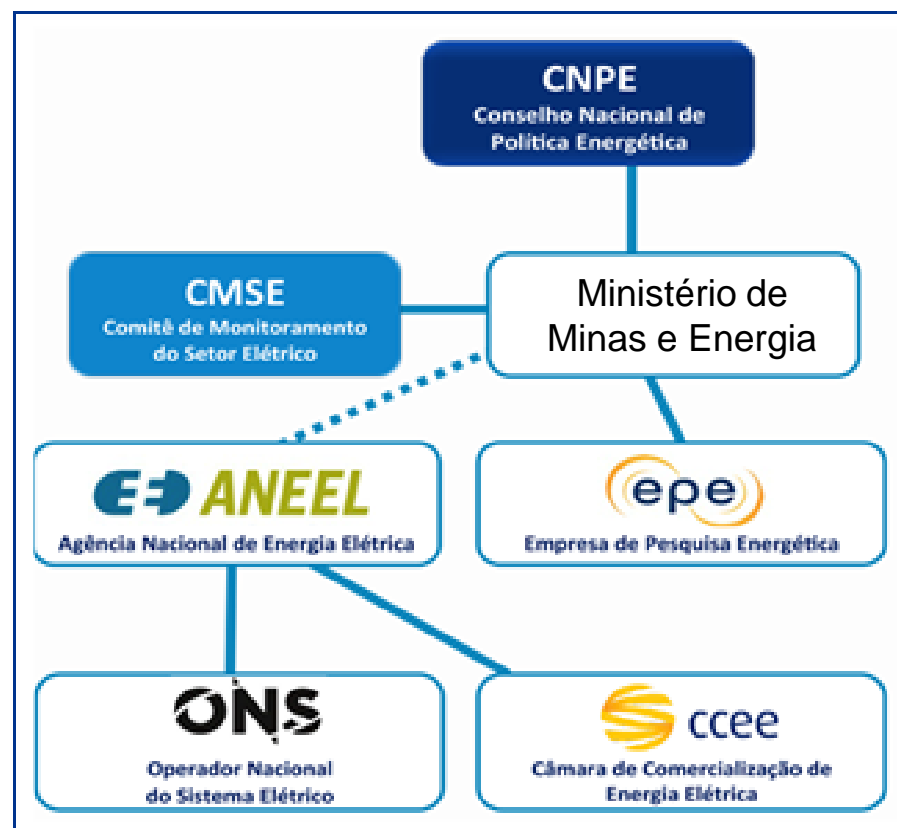 CNPE
Conselho Nacional de
Política Energética
CMSE
Comitê de Monitoramento
do Setor Elétrico
Ministério de
Minas e Energia
ANEEL
Agência Nacional de Energia Elétrica
epe
Empresa de Pesquisa Energética
ONS
Operador Nacional
do Sistema Elétrico
ccee
Câmara de Comercialização de
Energia Elétrica